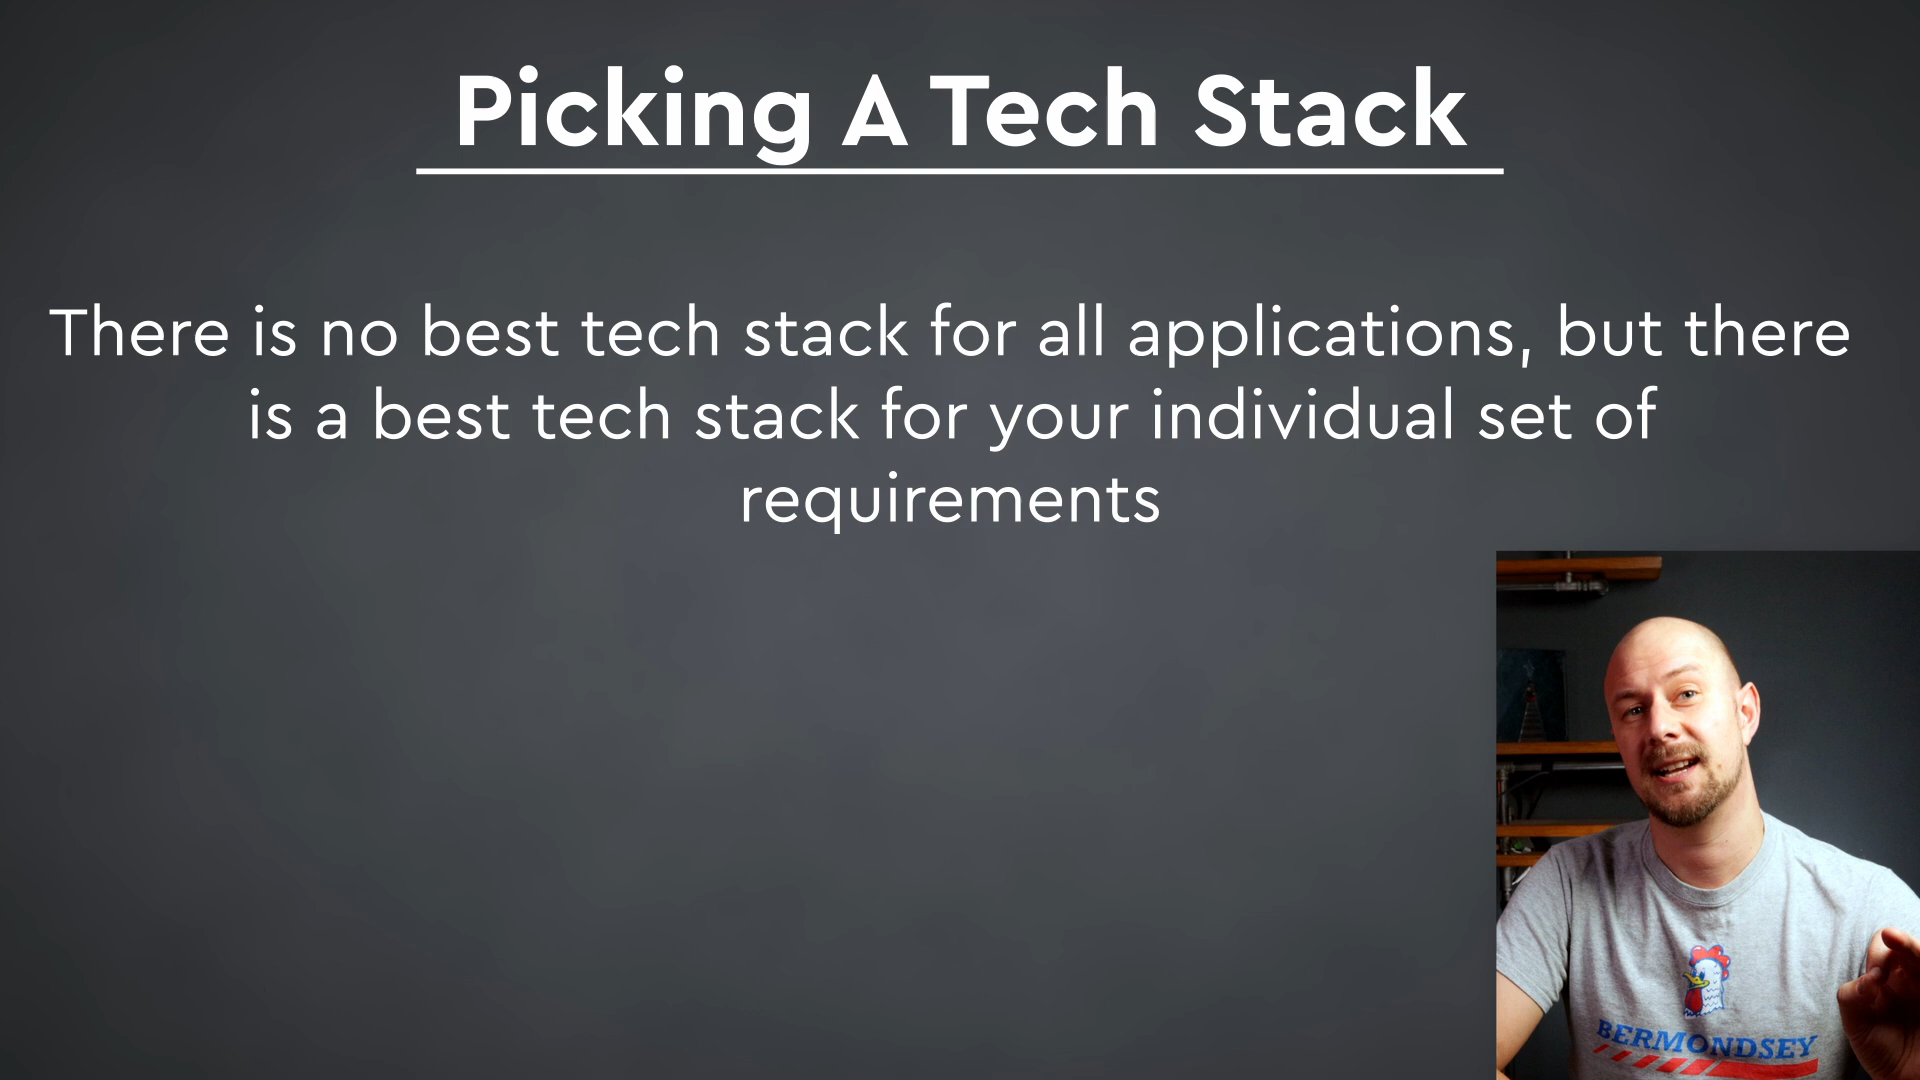 Picking A Tech Stack
There is no best tech stack for all applications, but there
is a best tech stack for your individual set of
requirements
BERMONDSEY